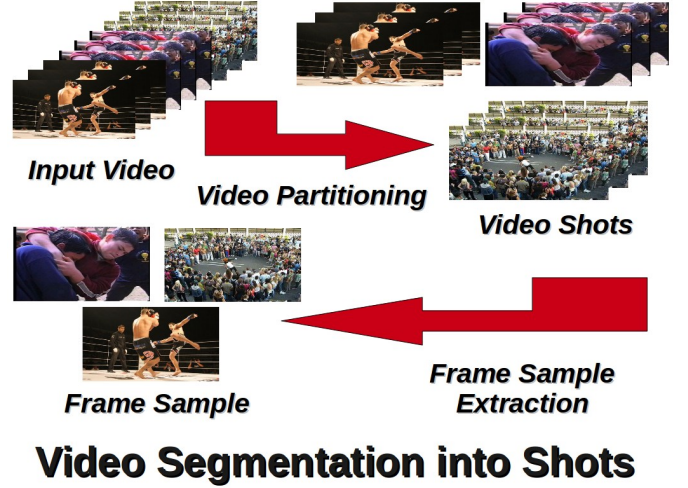 Input Video
Video Partitioning
Video Shots
Frame Sample
Frame Sample
Extraction
Video Segmentation into Shots